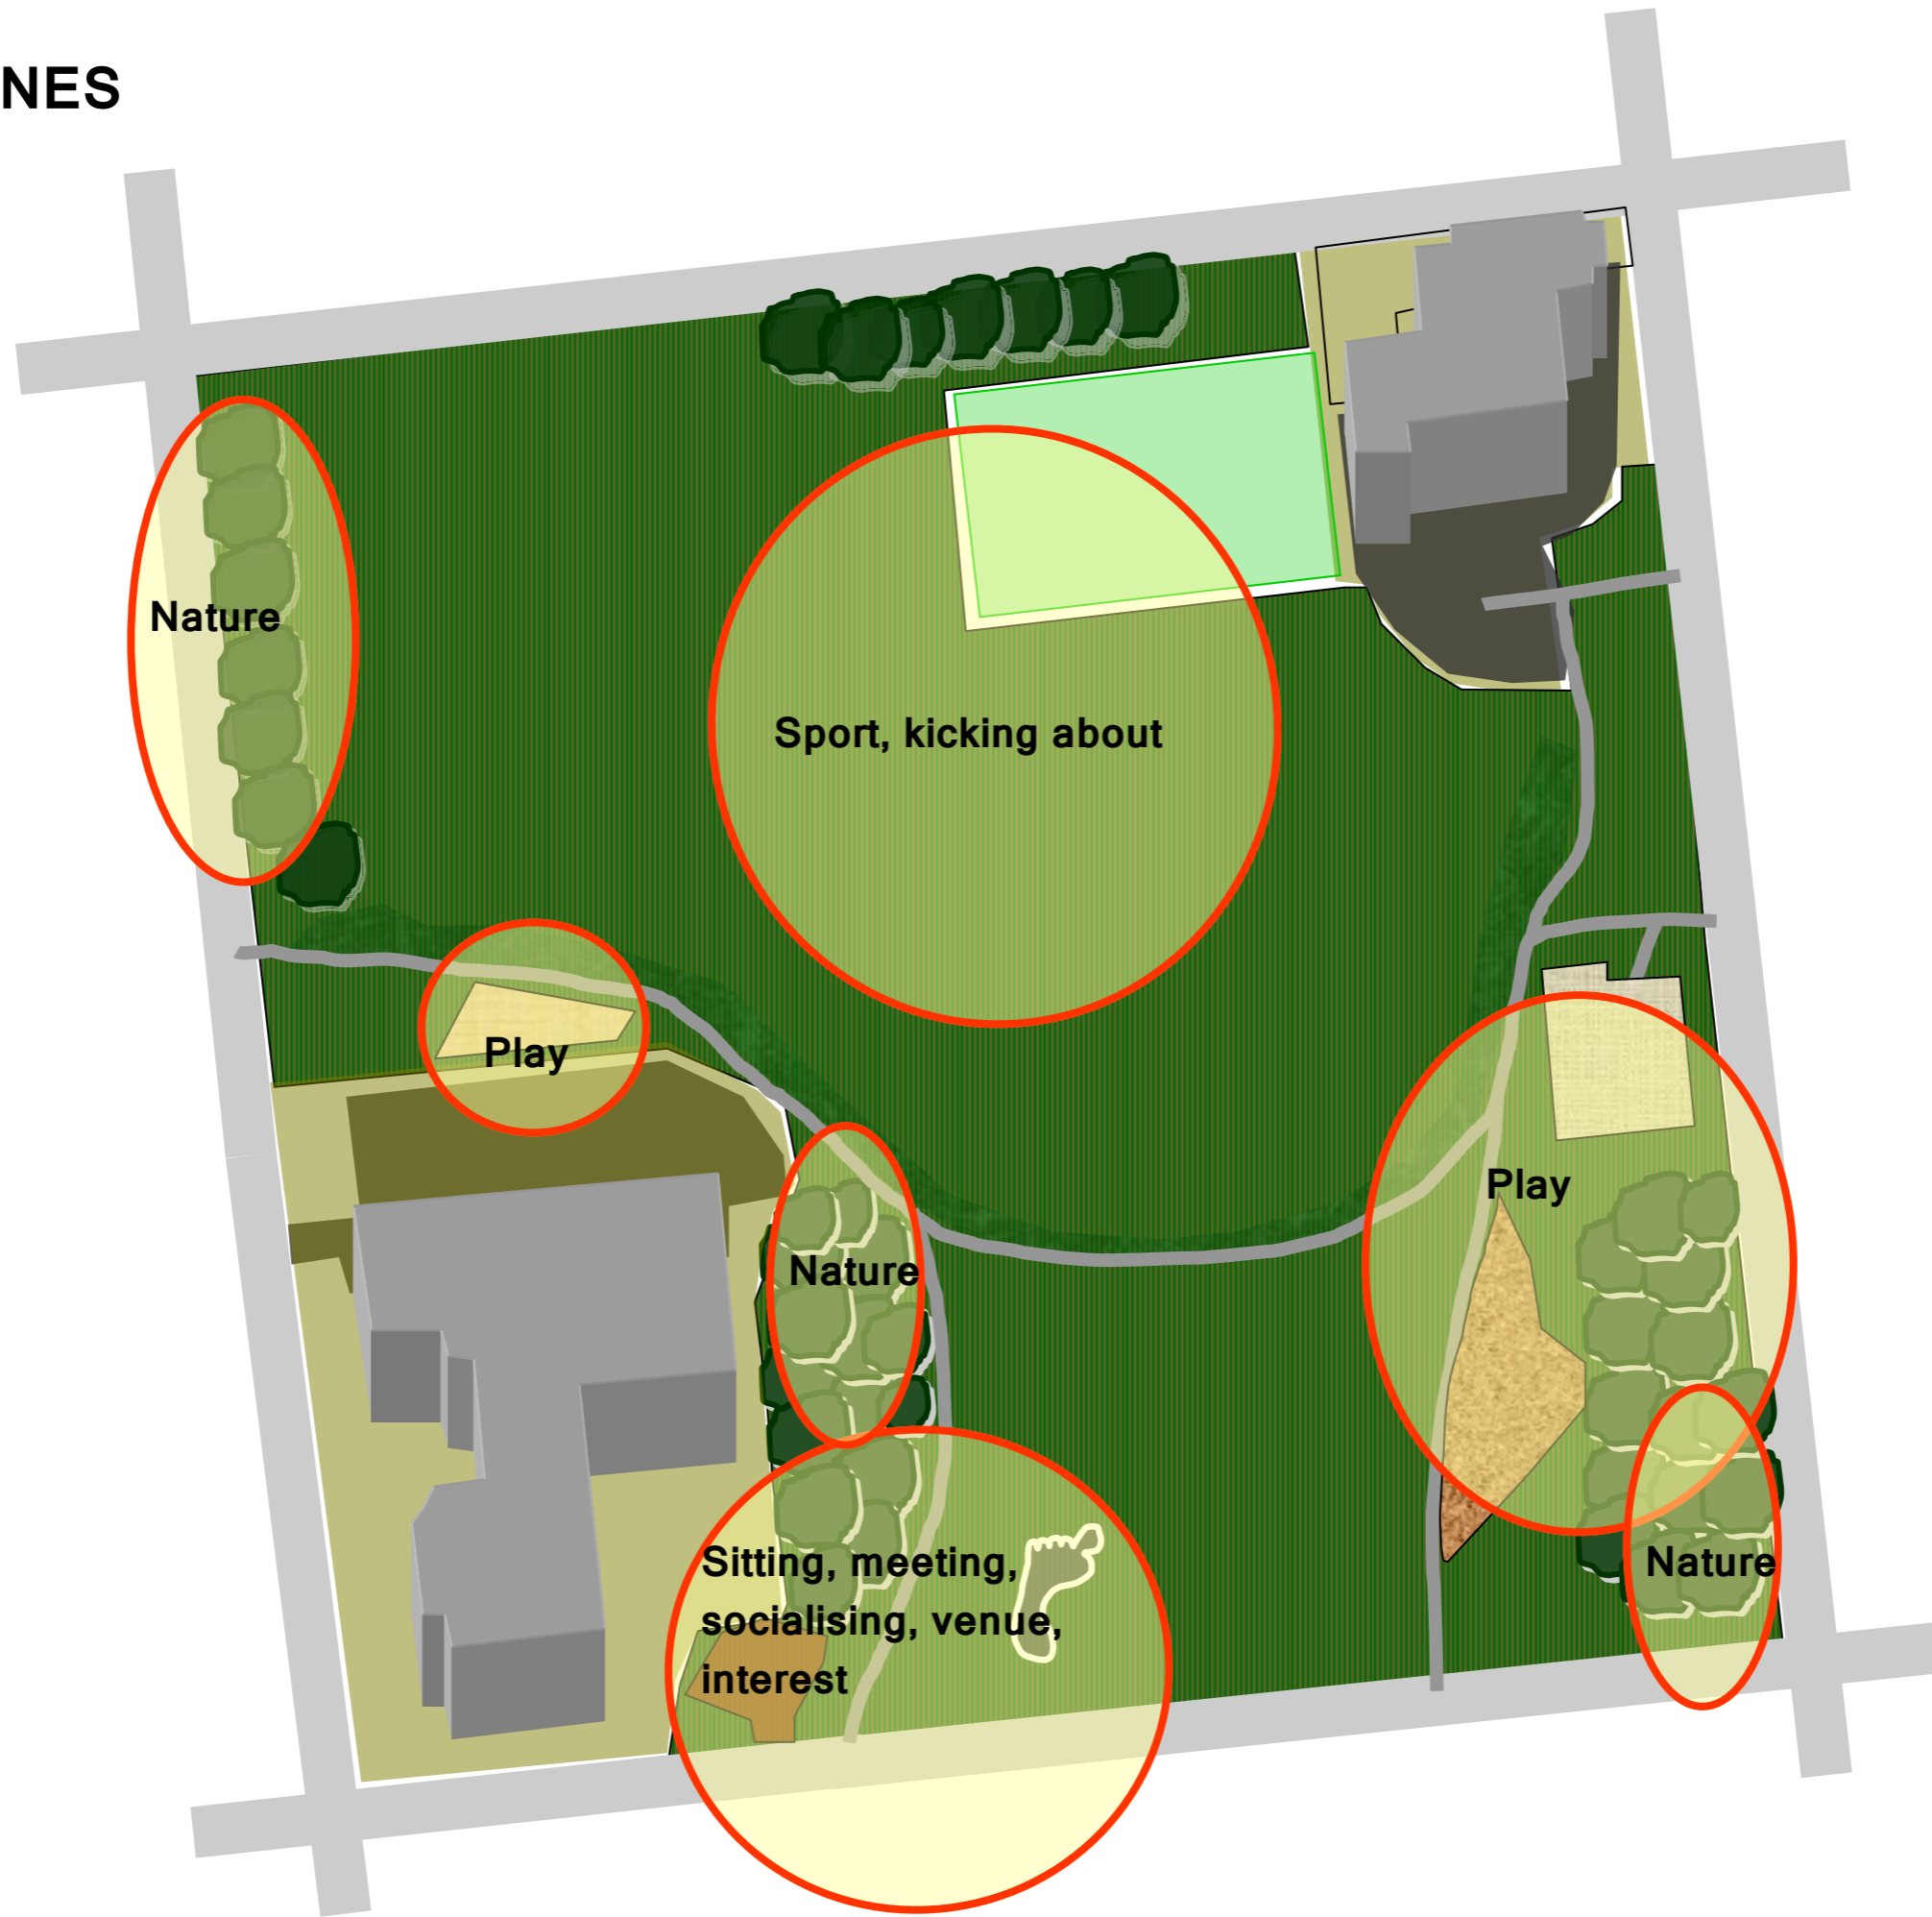 NES
Nature
Sport, kicking about
Play
Play
Nature
Sitting, meeting,
socialising, venue,
interest
Nature